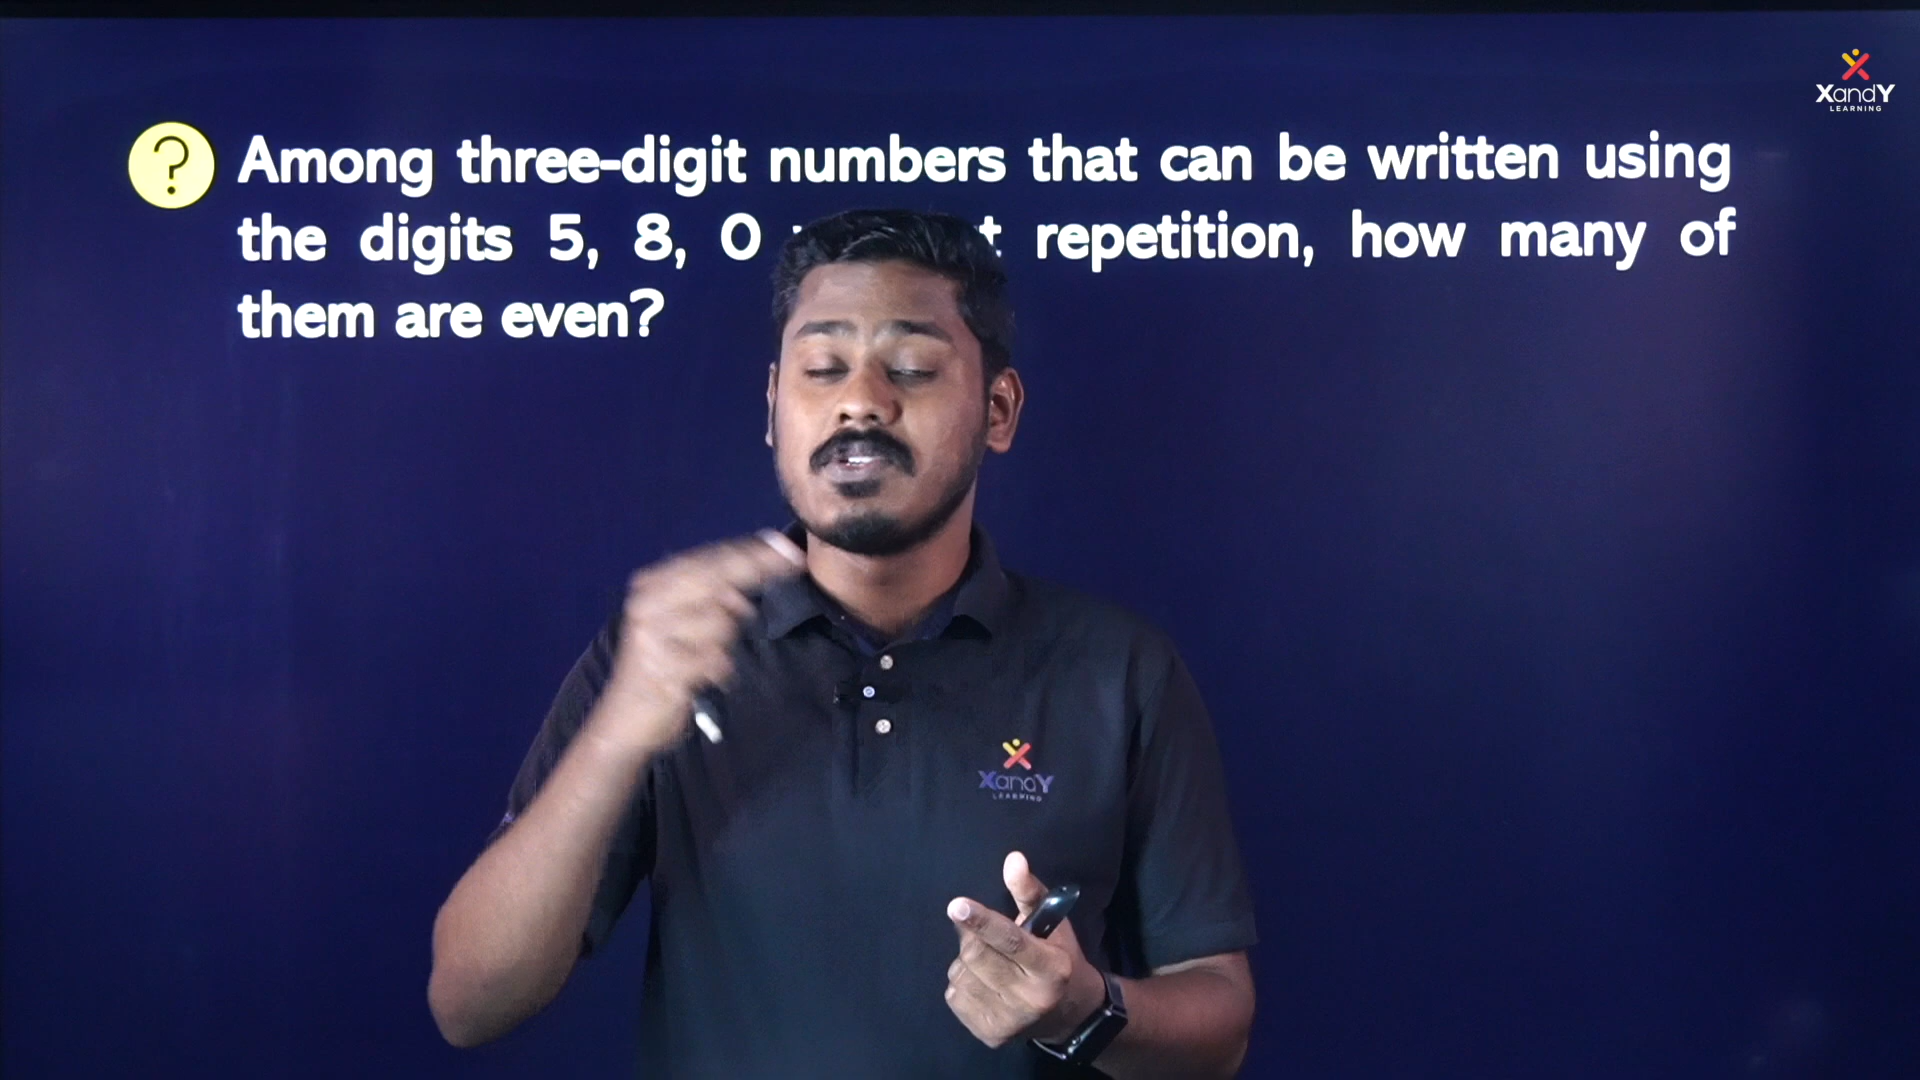 XandY
LEARNING
? Among three-digit numbers that can be written using
the digits 5, 8, 0 repetition, how many of
them are even?
XandY
LEARNING